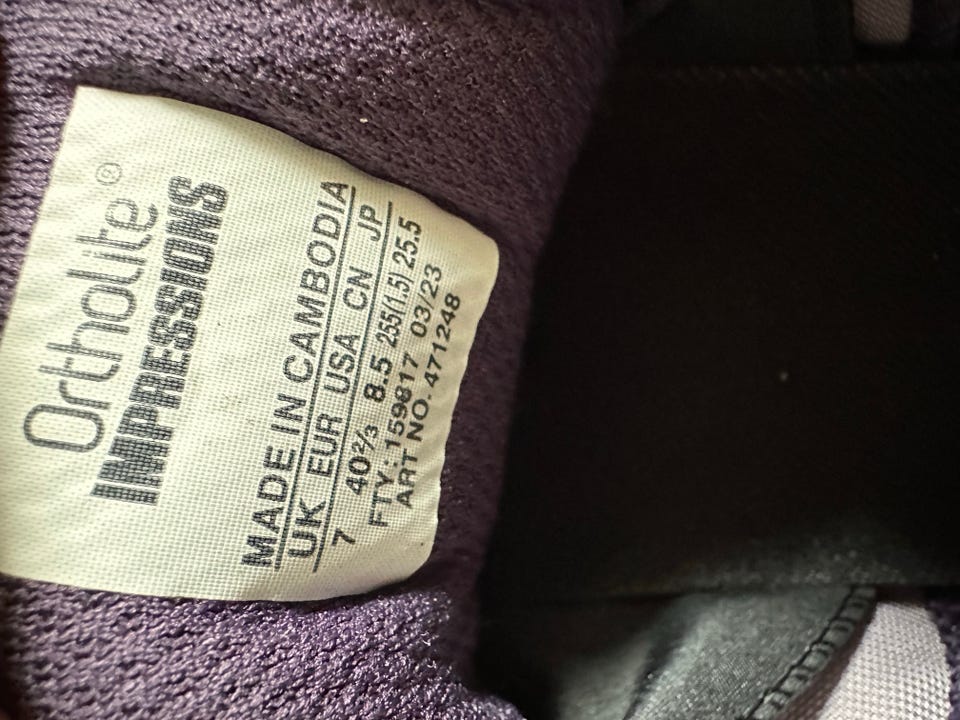 Ortholite®
IMPRESSIONS
MADE IN CAMBODIA
UK EUR USA CN JP
7 40⅔ 8.5 255(1.5) 25.5
FTY: 159817 03/23
ART NO. 471248